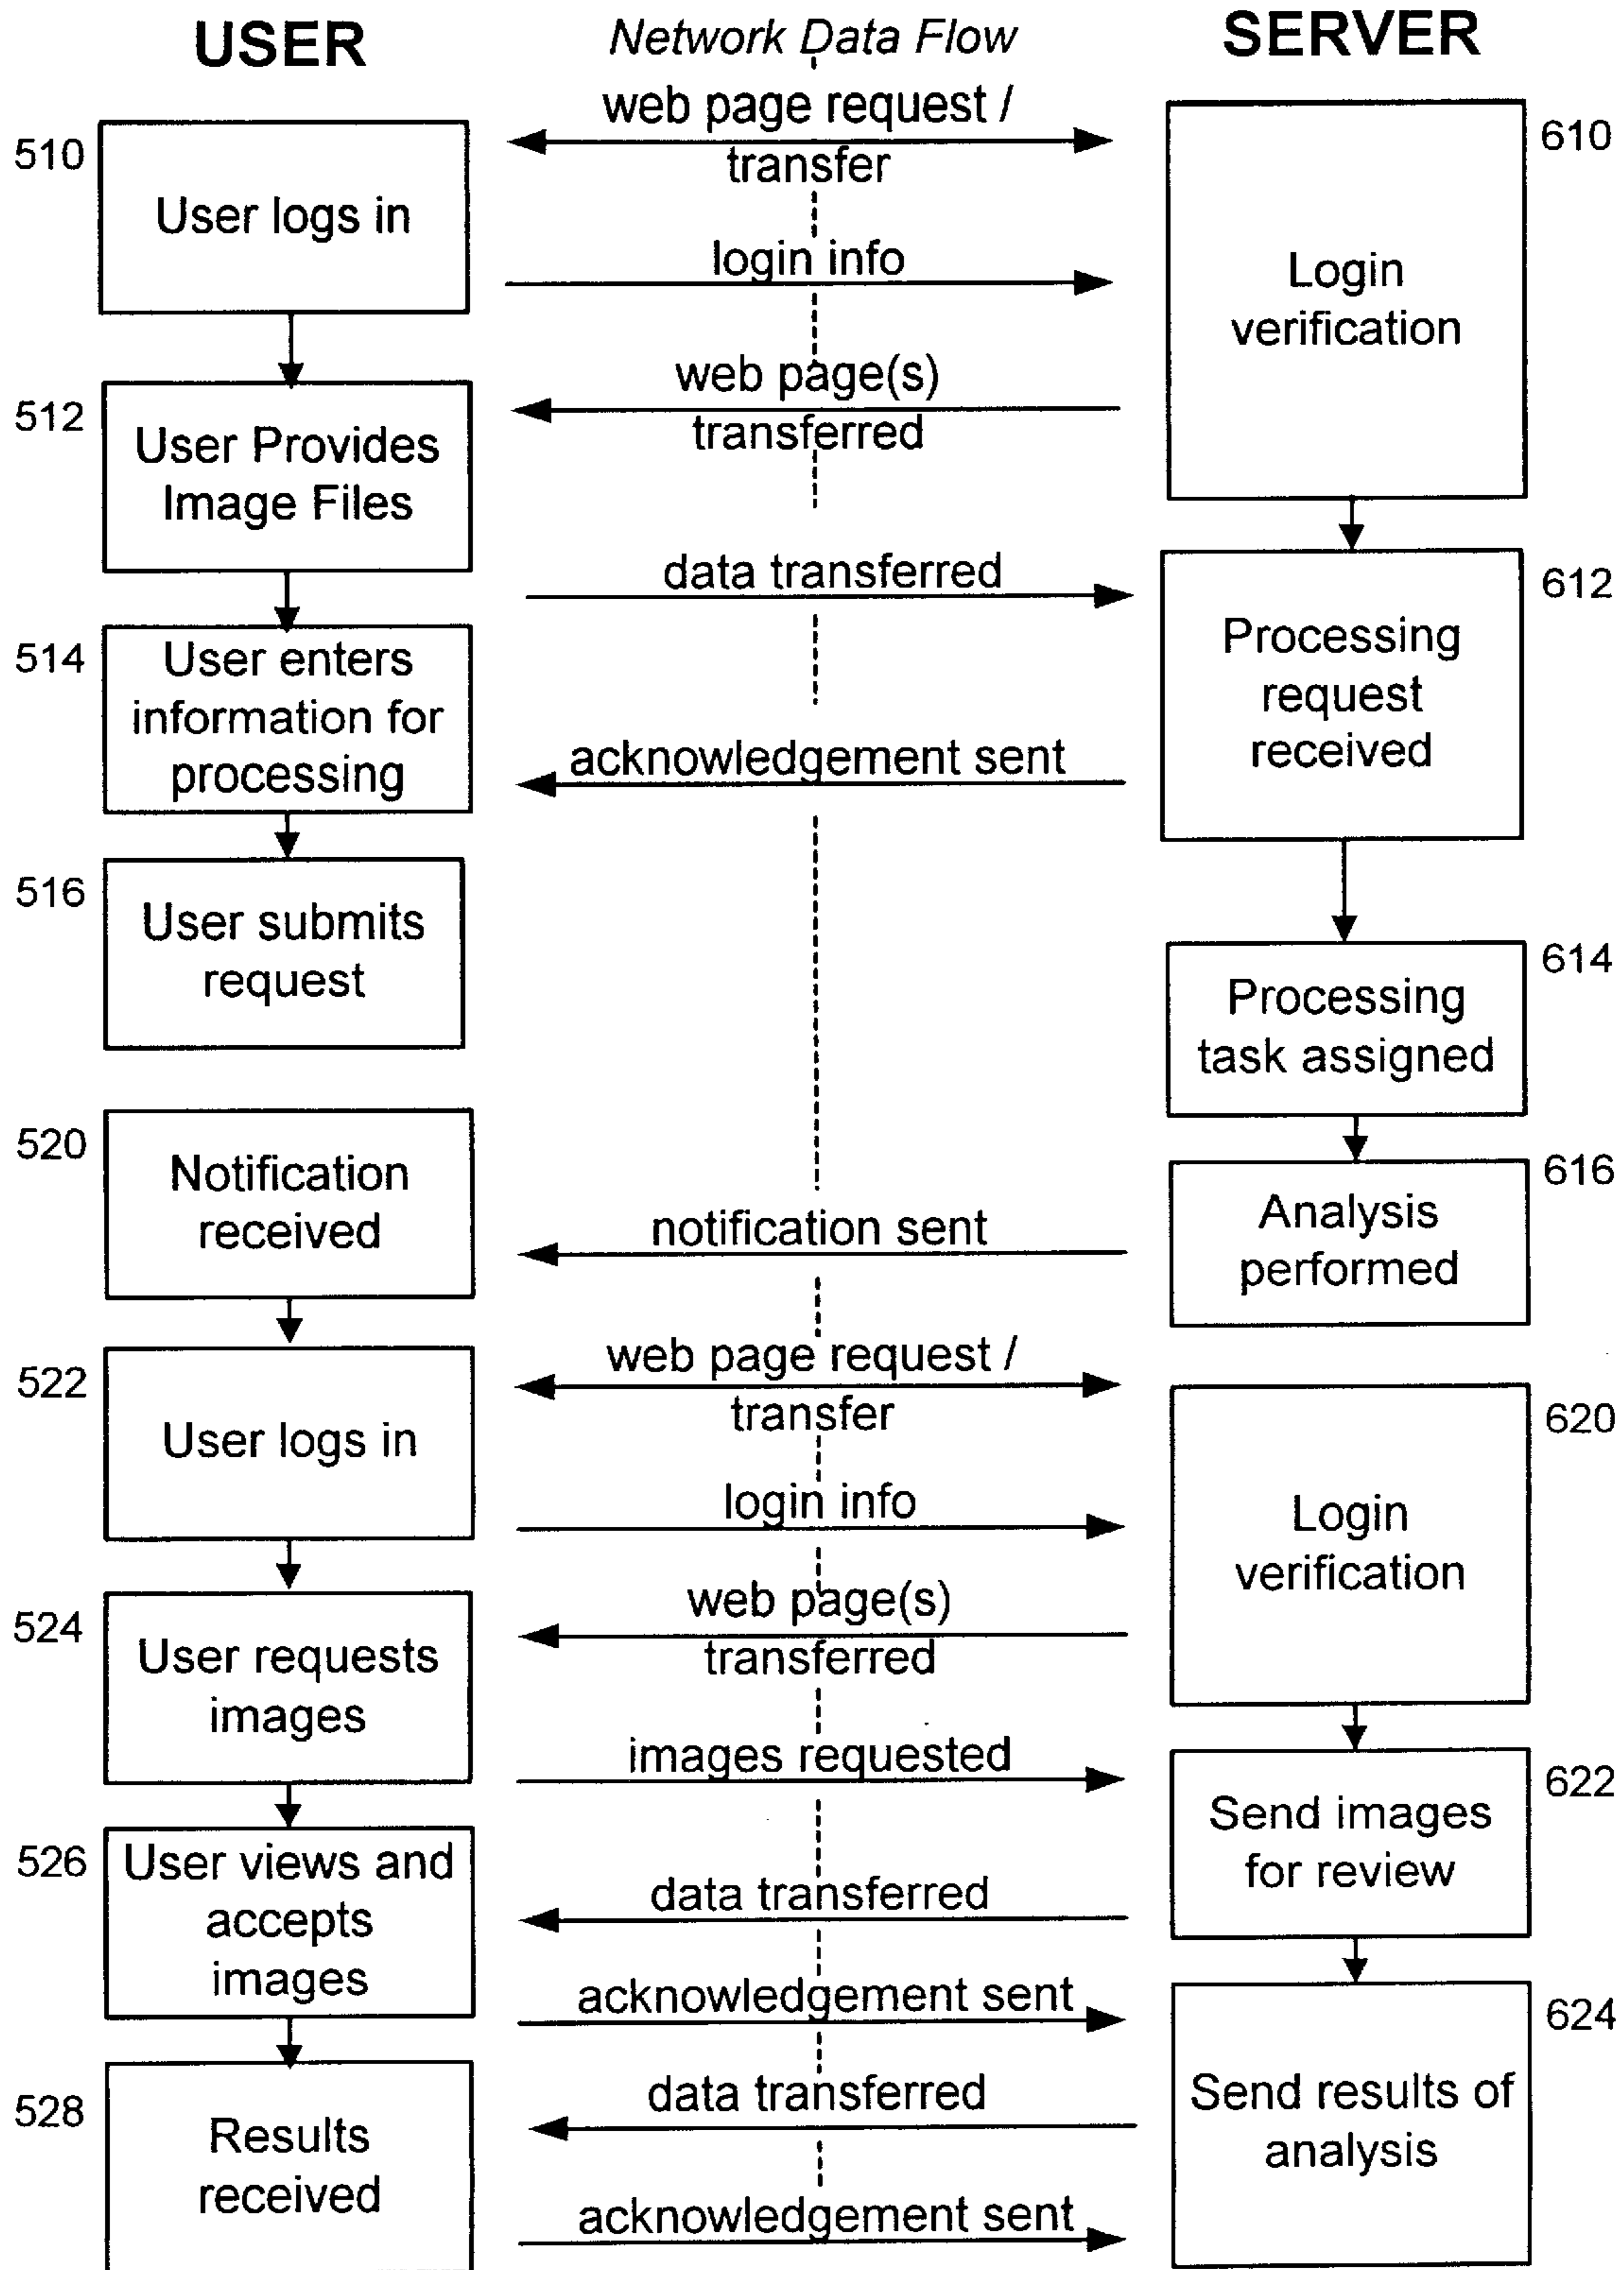 USER
Network Data Flow
SERVER
web page request /
transfer
510
610
User logs in
login info
Login
verification
web page(s)
transferred
512
User Provides
Image Files
data transferred
612
Processing
request
received
514
User enters
information for
processing
acknowledgement sent
516
User submits
request
614
Processing
task assigned
520
Notification
received
notification sent
616
Analysis
performed
522
User logs in
web page request /
transfer
620
login info
Login
verification
web page(s)
transferred
524
User requests
images
images requested
622
Send images
for review
526
User views and
accepts
images
data transferred
acknowledgement sent
624
Send results of
analysis
data transferred
528
Results
received
acknowledgement sent